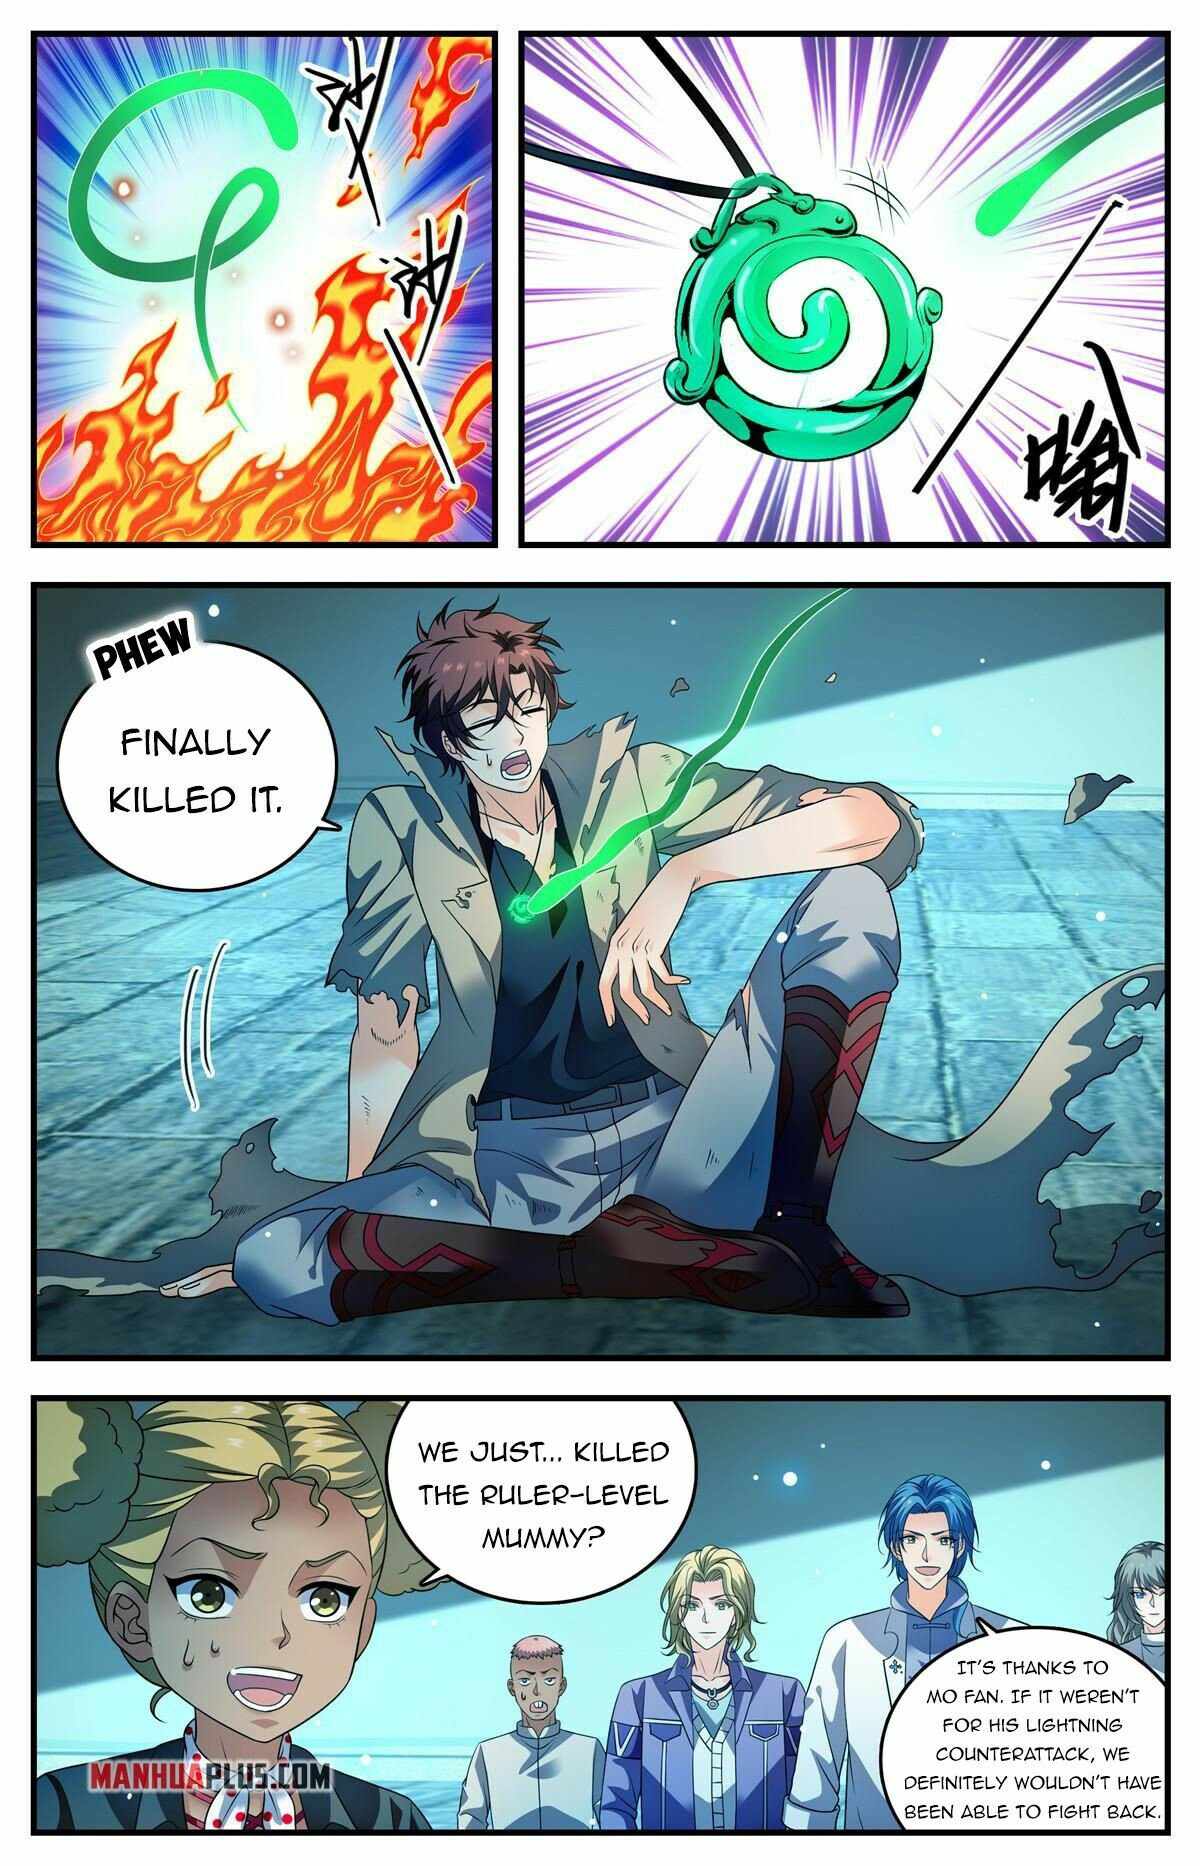 嗆
PHEW
FINALLY
KILLED IT.
WE JUST... KILLED
THE RULER-LEVEL
MUMMY?
IT'S THANKS TO
MO FAN. IF IT WEREN'T
FOR HIS LIGHTNING
COUNTERATTACK, WE
DEFINITELY WOULDN'T HAVE
BEEN ABLE TO FIGHT BACK.
MANHUAPLUS.COM